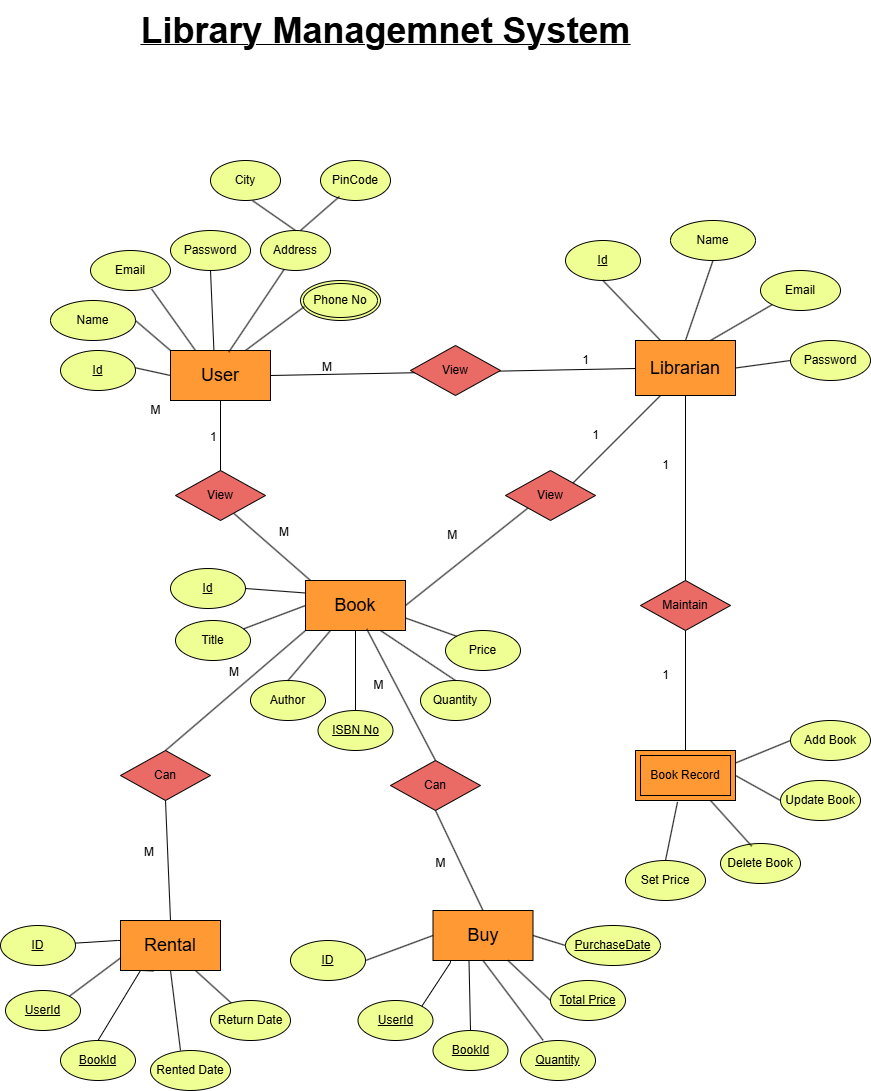 Library Managemnet System
City
PinCode
Password
Address
Email
Phone No
Name
Id
User
M
Id
Name
Email
Password
Librarian
M
View
1
M
1
View
M
1
View
M
1
Maintain
1
Id
Title
Book
Price
Author
ISBN No
Quantity
M
M
Can
Can
M
M
Book Record
Add Book
Update Book
Delete Book
Set Price
Rental
ID
UserId
BookId
Rented Date
Return Date
Buy
ID
UserId
BookId
Quantity
Total Price
PurchaseDate